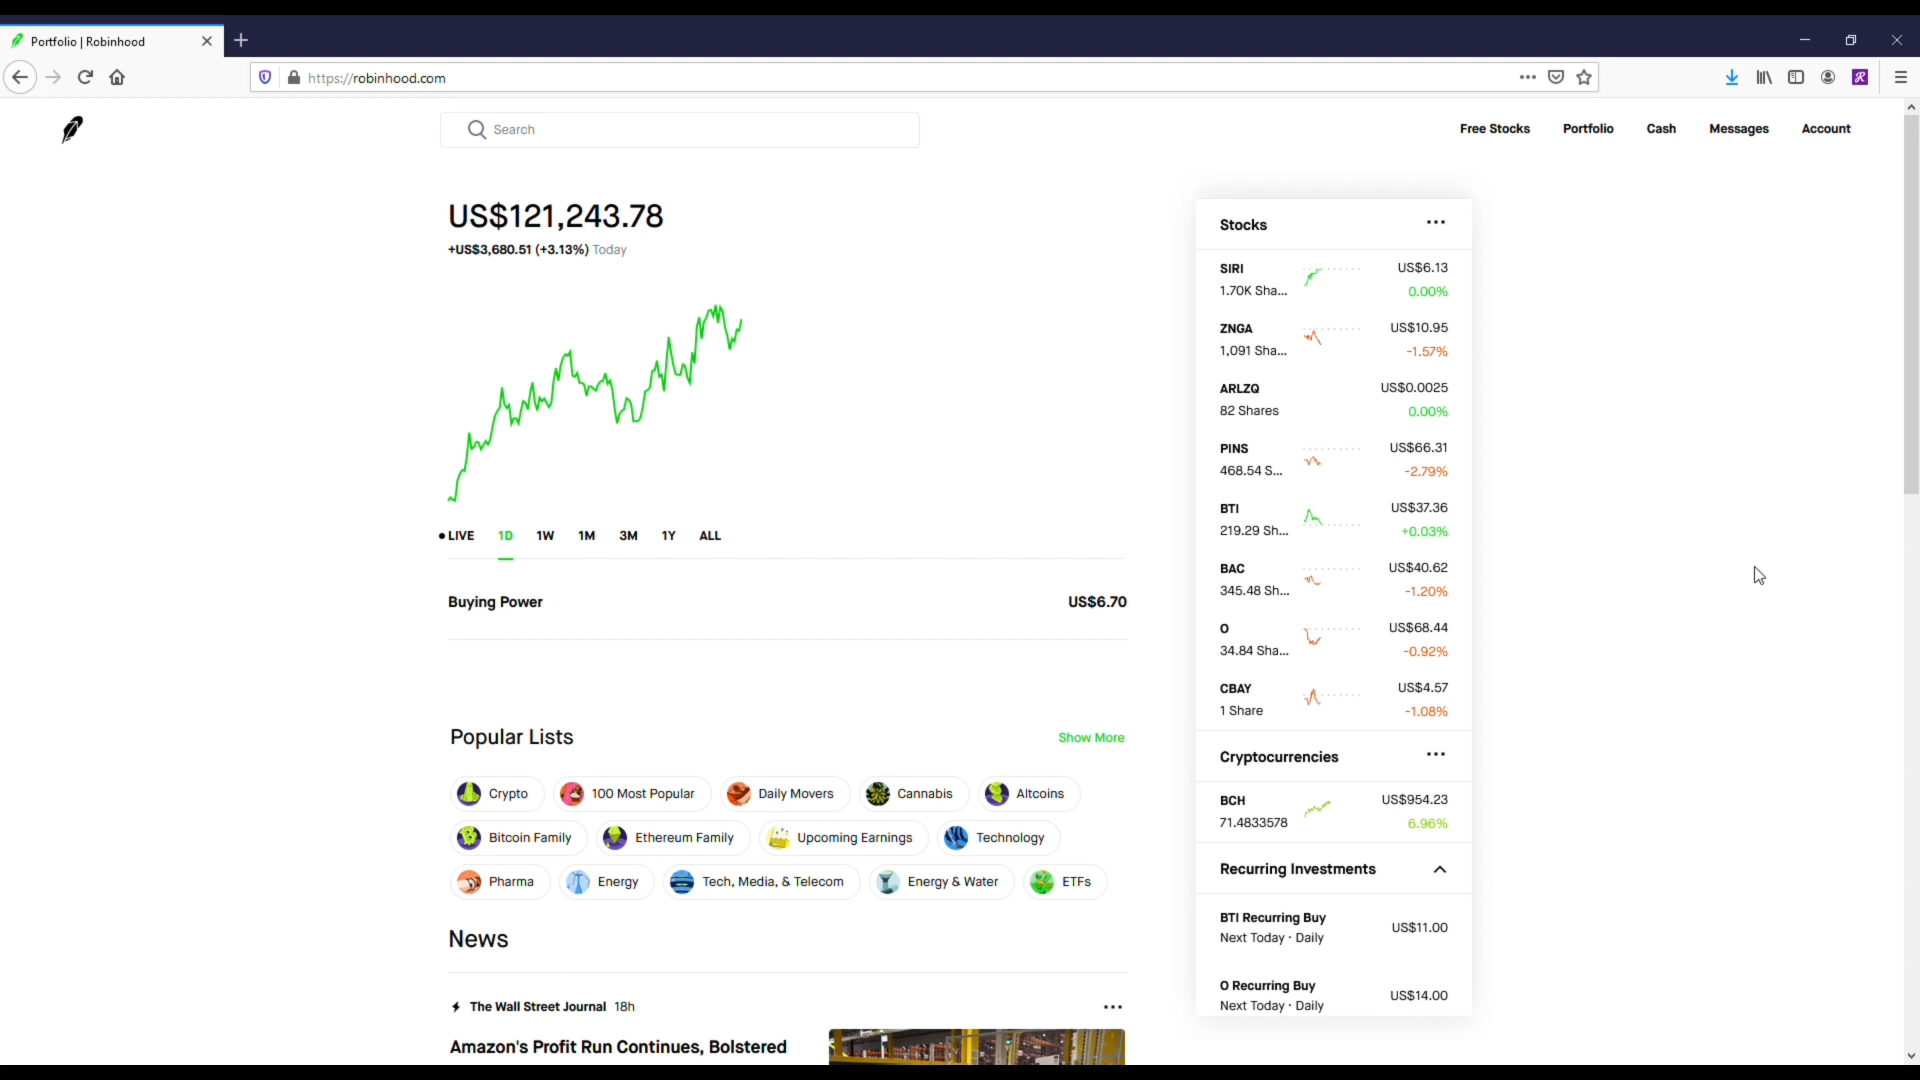 Portfolio | Robinhood
https://robinhood.com
Search
Free Stocks Portfolio Cash Messages Account
US$121,243.78
+US$3,680.51 (+3.13%) Today
LIVE 1D 1W 1M 3M 1Y ALL
Buying Power US$6.70
Popular Lists Show More
Crypto 100 Most Popular Daily Movers Cannabis Altcoins
Bitcoin Family Ethereum Family Upcoming Earnings Technology
Pharma Energy Tech, Media, & Telecom Energy & Water ETFs
News
The Wall Street Journal 18h
Amazon's Profit Run Continues, Bolstered
Stocks
SIRI US$6.13
1.70K Sha... 0.00%
ZNGA US$10.95
1,091 Sha... -1.57%
ARLZQ US$0.0025
82 Shares 0.00%
PINS US$66.31
468.54 S... -2.79%
BTI US$37.36
219.29 Sh... +0.03%
BAC US$40.62
345.48 Sh... -1.20%
O US$68.44
34.84 Sha... -0.92%
CBAY US$4.57
1 Share -1.08%
Cryptocurrencies
BCH US$954.23
71.4833578 6.96%
Recurring Investments
BTI Recurring Buy US$11.00
Next Today · Daily
O Recurring Buy US$14.00
Next Today · Daily